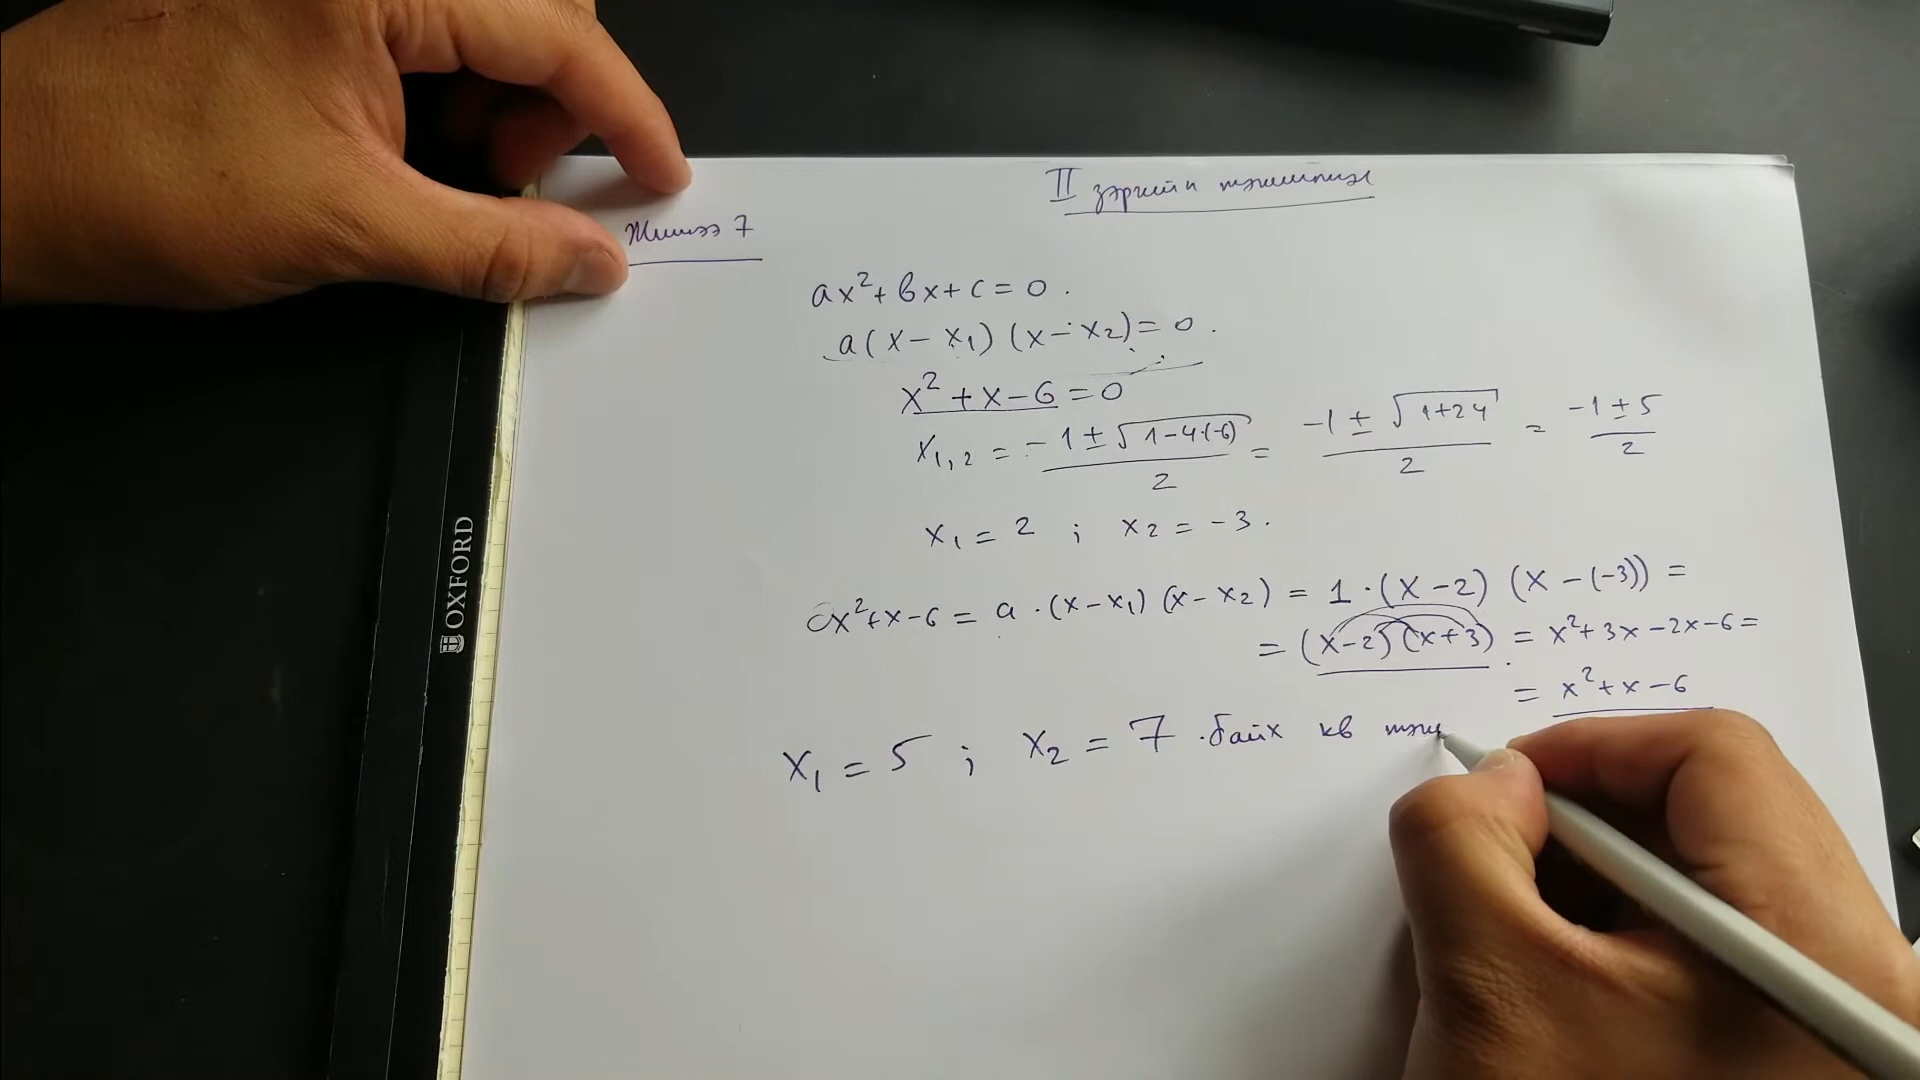 II зэргийн тэгшитгэл
Жишээ 7
ax²+bx+c=0.
a(x-x₁)(x-x₂)=0.
x²+x-6=0
x₁,₂ = (-1±√(1-4·(-6)))/2 = (-1±√(1+24))/2 = (-1±5)/2
x₁=2 ; x₂=-3.
x²+x-6=a·(x-x₁)(x-x₂)=1·(x-2)(x-(-3))=
=(x-2)(x+3)=x²+3x-2x-6=
=x²+x-6
x₁=5 ; x₂=7 байх кв тэг
OXFORD